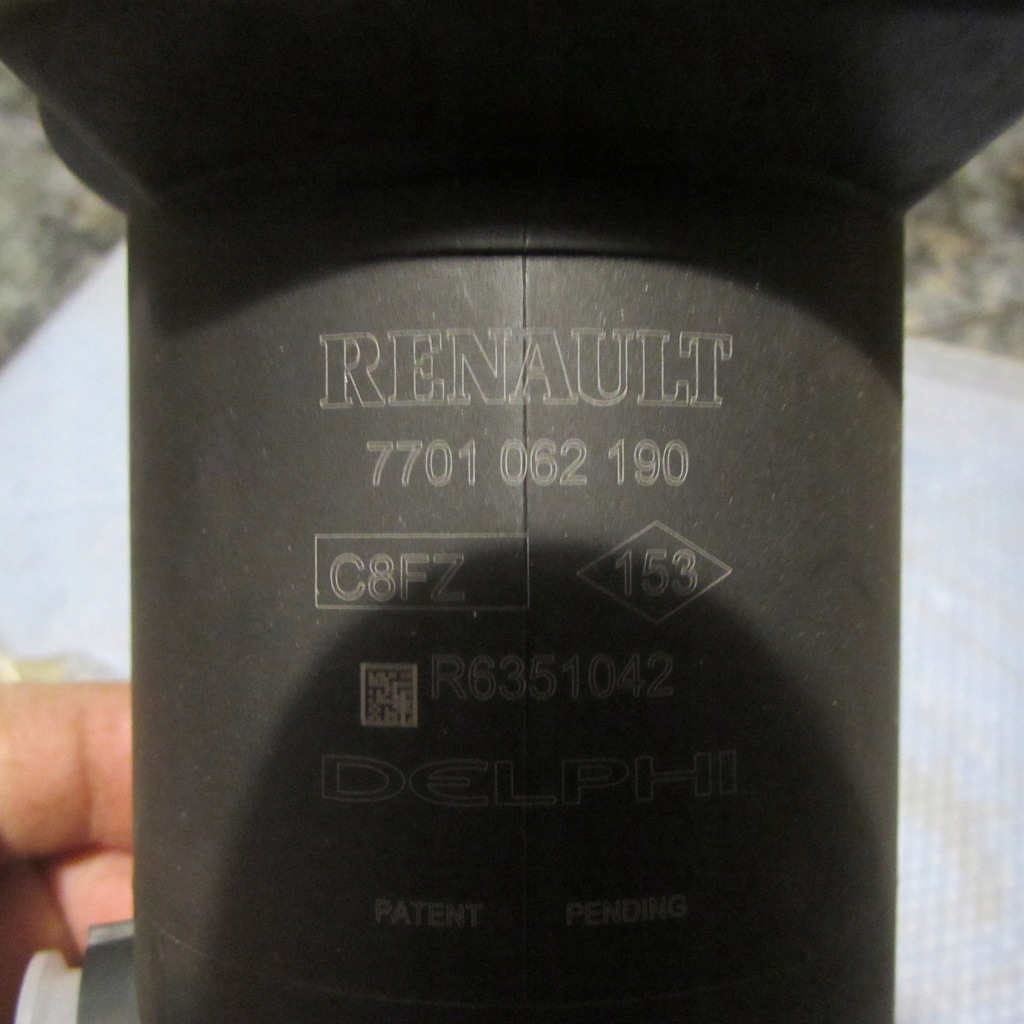 RENAULT
7701 062 190
C8FZ 153
R6351042
DELPHI
PATENT PENDING